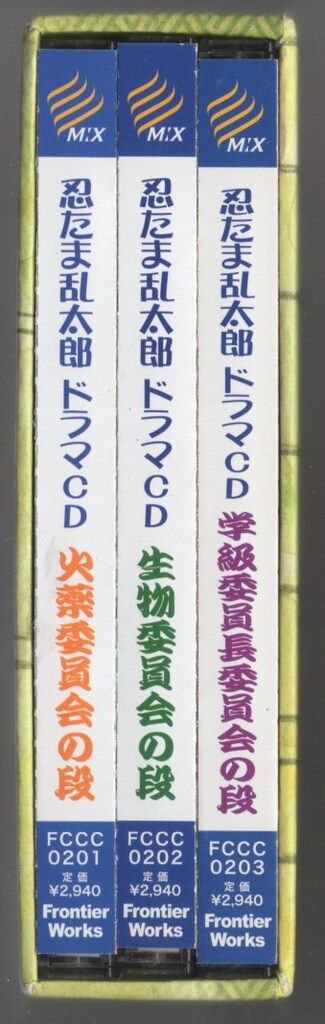 M!X
忍たま乱太郎 ドラマCD
火薬委員会の段
FCCC
0201
定価
¥2,940
Frontier
Works
M!X
忍たま乱太郎 ドラマCD
生物委員会の段
FCCC
0202
定価
¥2,940
Frontier
Works
M!X
忍たま乱太郎 ドラマCD
学級委員長委員会の段
FCCC
0203
定価
¥2,940
Frontier
Works